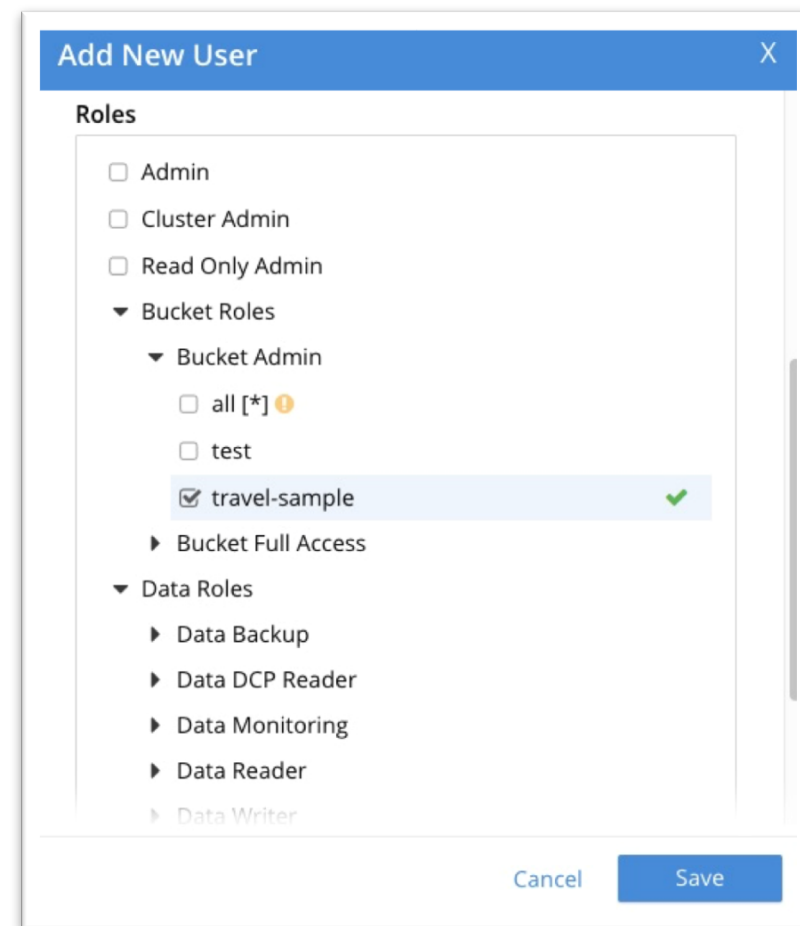 Add New User X
Roles
Admin
Cluster Admin
Read Only Admin
Bucket Roles
Bucket Admin
all [*]
test
travel-sample
Bucket Full Access
Data Roles
Data Backup
Data DCP Reader
Data Monitoring
Data Reader
Data Writer
Cancel Save